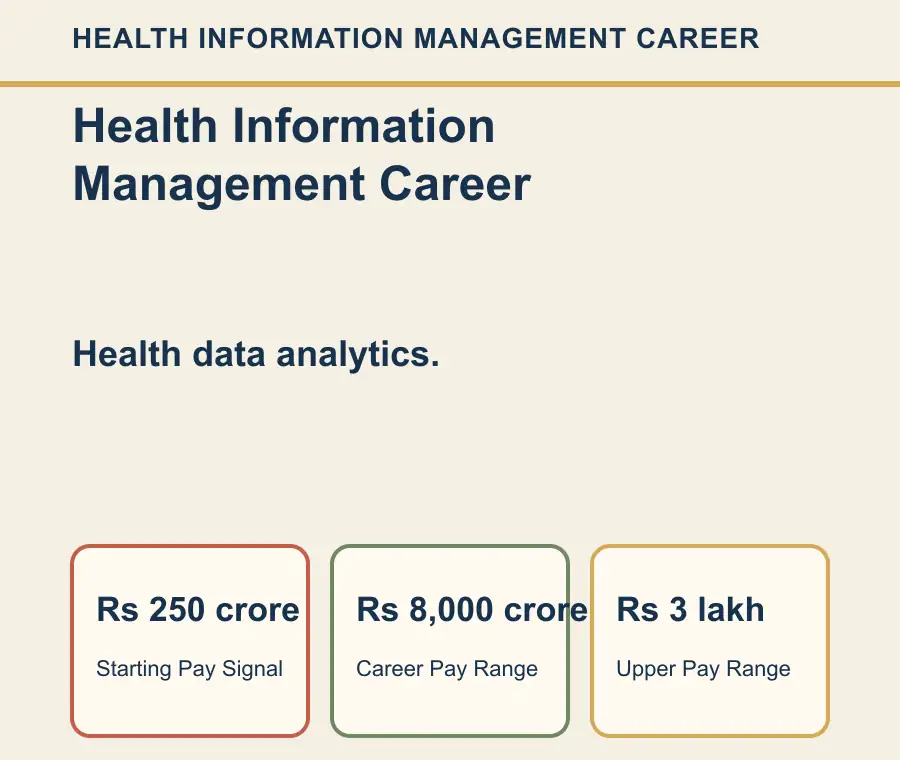 HEALTH INFORMATION MANAGEMENT CAREER
Health Information
Management Career
Health data analytics.
Rs 250 crore
Starting Pay Signal
Rs 8,000 crore
Career Pay Range
Rs 3 lakh
Upper Pay Range